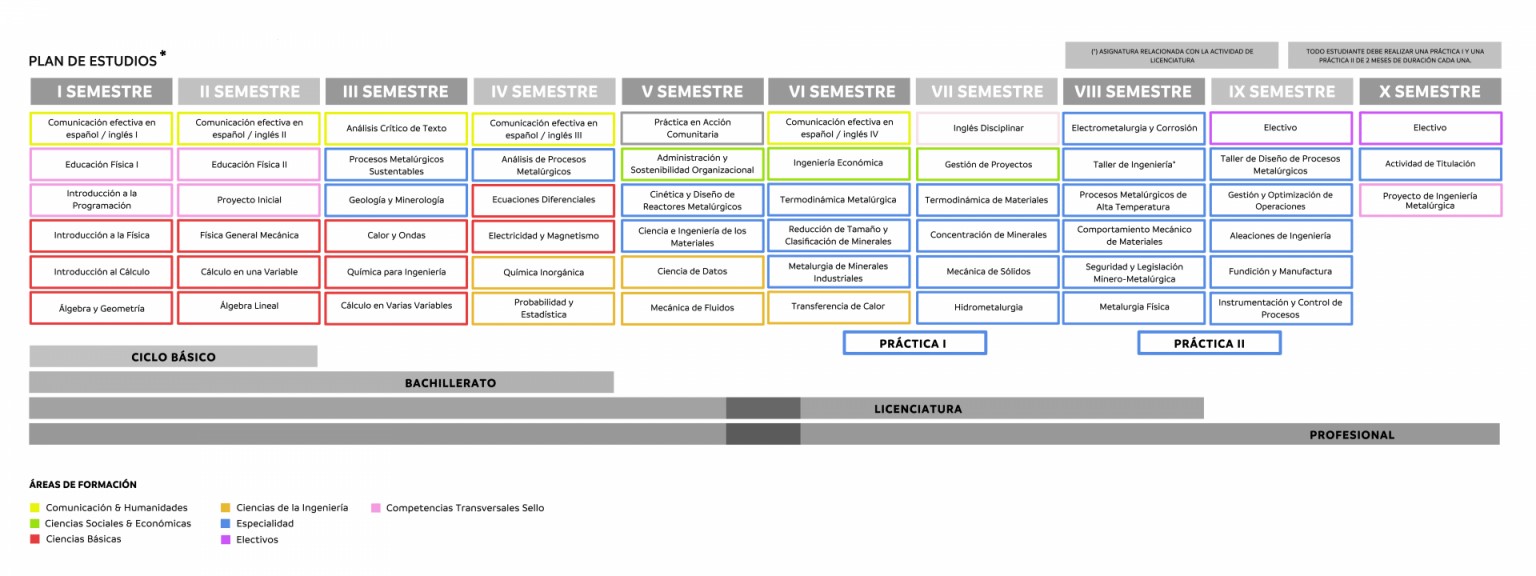 PLAN DE ESTUDIOS*
(*) ASIGNATURA RELACIONADA CON LA ACTIVIDAD DE
LICENCIATURA
TODO ESTUDIANTE DEBE REALIZAR UNA PRÁCTICA I Y UNA
PRÁCTICA II DE 2 MESES DE DURACIÓN CADA UNA.
I SEMESTRE
Comunicación efectiva en
español / inglés I
Educación Física I
Introducción a la
Programación
Introducción a la Física
Introducción al Cálculo
Álgebra y Geometría
II SEMESTRE
Comunicación efectiva en
español / inglés II
Educación Física II
Proyecto Inicial
Física General Mecánica
Cálculo en una Variable
Álgebra Lineal
III SEMESTRE
Análisis Crítico de Texto
Procesos Metalúrgicos
Sustentables
Geología y Minerología
Calor y Ondas
Química para Ingeniería
Cálculo en Varias Variables
IV SEMESTRE
Comunicación efectiva en
español / inglés III
Análisis de Procesos
Metalúrgicos
Ecuaciones Diferenciales
Electricidad y Magnetismo
Química Inorgánica
Probabilidad y
Estadística
V SEMESTRE
Práctica en Acción
Comunitaria
Administración y
Sostenibilidad Organizacional
Cinética y Diseño de
Reactores Metalúrgicos
Ciencia e Ingeniería de los
Materiales
Ciencia de Datos
Mecánica de Fluidos
VI SEMESTRE
Comunicación efectiva en
español / inglés IV
Ingeniería Económica
Termodinámica Metalúrgica
Reducción de Tamaño y
Clasificación de Minerales
Metalurgia de Minerales
Industriales
Transferencia de Calor
VII SEMESTRE
Inglés Disciplinar
Gestión de Proyectos
Termodinámica de Materiales
Concentración de Minerales
Mecánica de Sólidos
Hidrometalurgia
VIII SEMESTRE
Electrometalurgia y Corrosión
Taller de Ingeniería*
Procesos Metalúrgicos de
Alta Temperatura
Comportamiento Mecánico
de Materiales
Seguridad y Legislación
Minero-Metalúrgica
Metalurgia Física
IX SEMESTRE
Electivo
Taller de Diseño de Procesos
Metalúrgicos
Gestión y Optimización de
Operaciones
Aleaciones de Ingeniería
Fundición y Manufactura
Instrumentación y Control de
Procesos
X SEMESTRE
Electivo
Actividad de Titulación
Proyecto de Ingeniería
Metalúrgica
PRÁCTICA I
PRÁCTICA II
CICLO BÁSICO
BACHILLERATO
LICENCIATURA
PROFESIONAL
ÁREAS DE FORMACIÓN
Comunicación & Humanidades
Ciencias Sociales & Económicas
Ciencias Básicas
Ciencias de la Ingeniería
Especialidad
Electivos
Competencias Transversales Sello